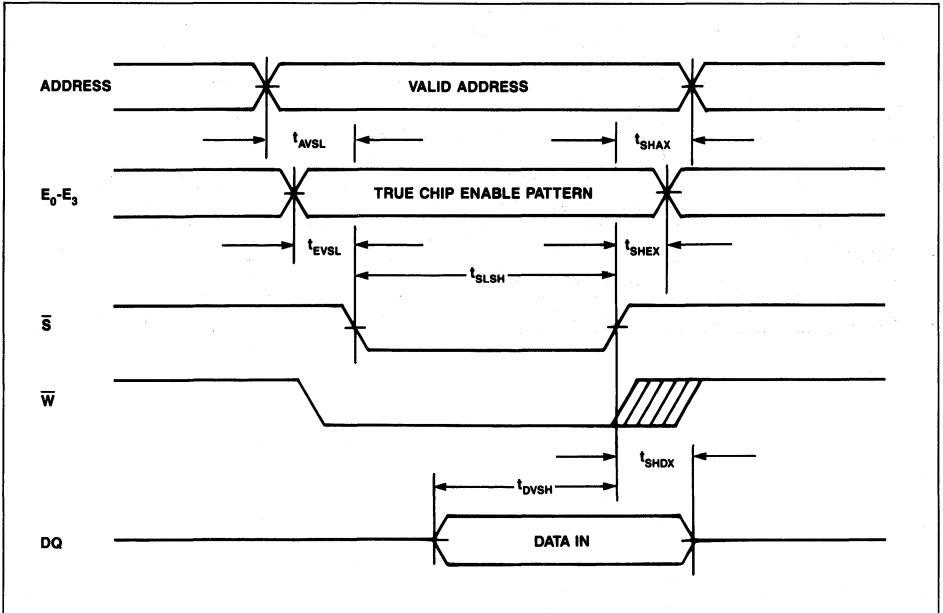 ADDRESS
VALID ADDRESS
tAVSL
tSHAX
E0-E3
TRUE CHIP ENABLE PATTERN
tEVSL
tSHEX
tSLSH
S̅
W̅
tSHDX
tDVSH
DQ
DATA IN